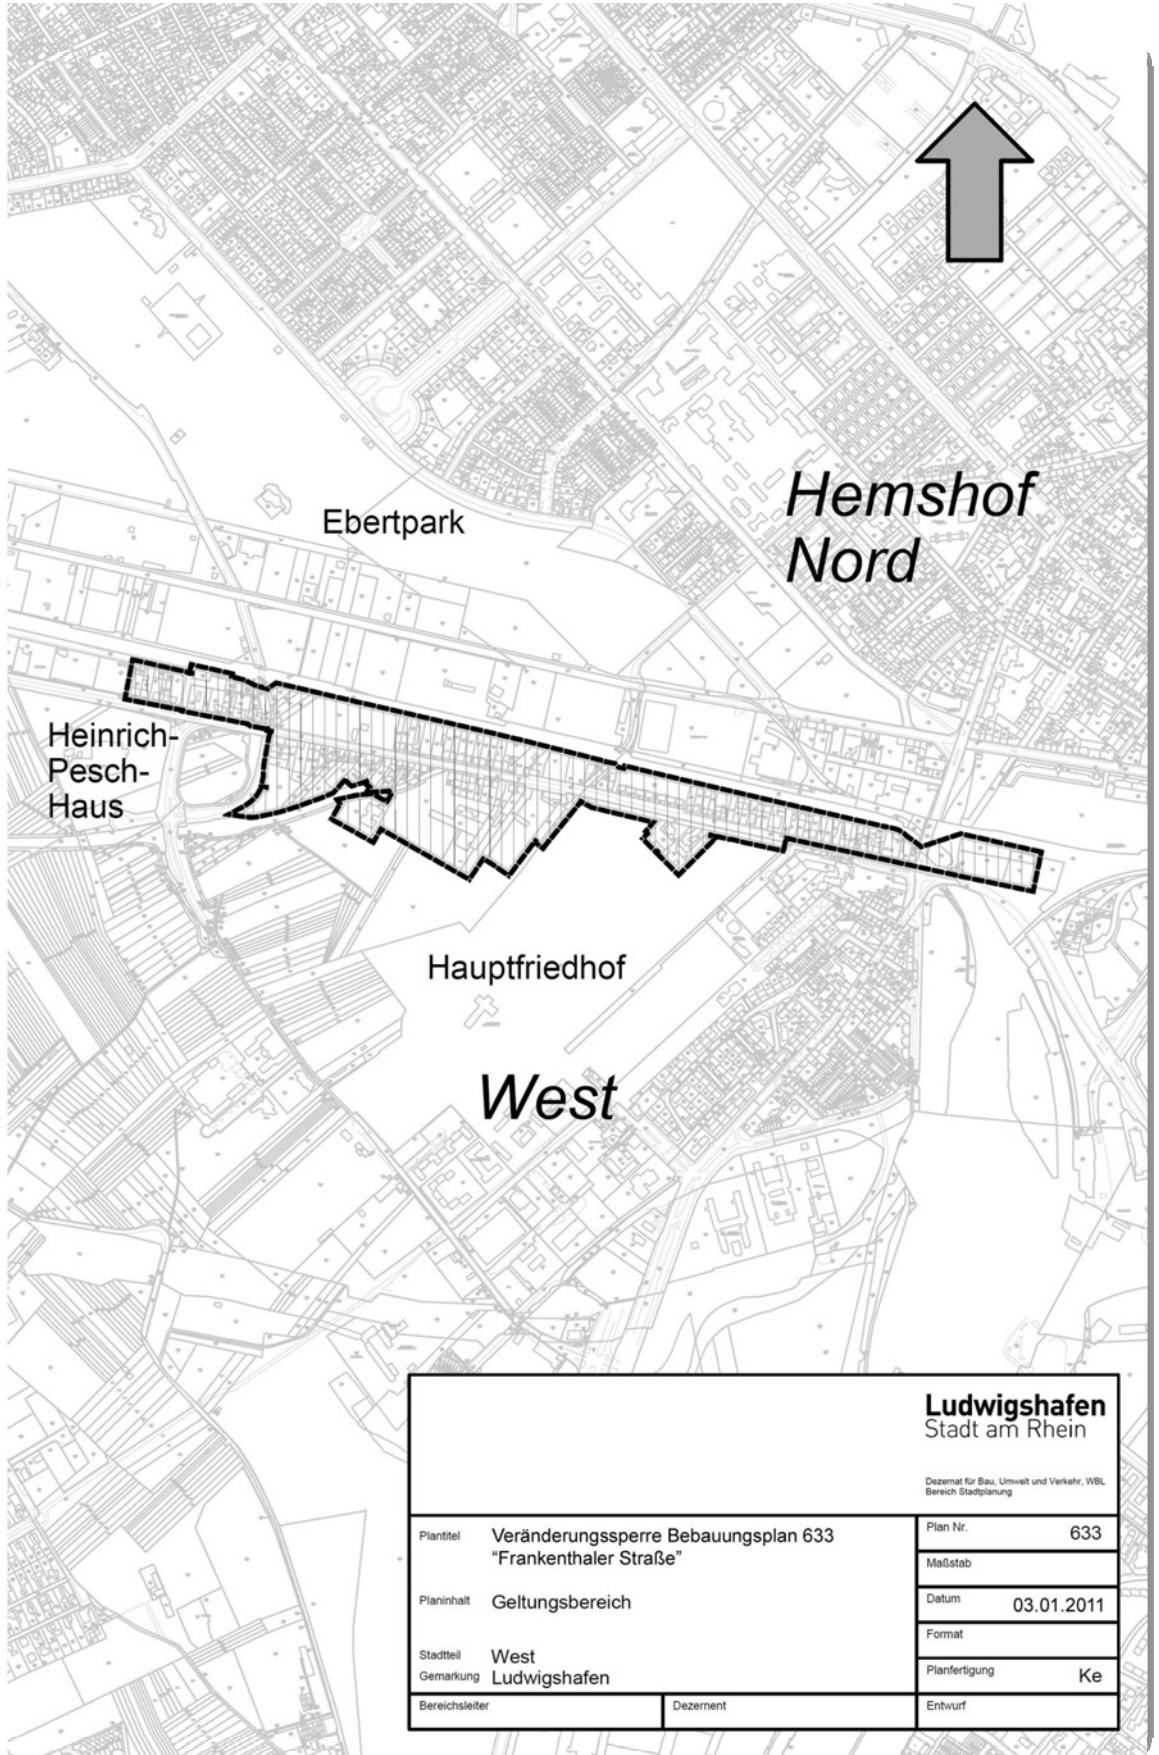 Hemshof
Nord
Ebertpark
Heinrich-
Pesch-
Haus
Hauptfriedhof
West
Ludwigshafen
Stadt am Rhein
Dezernat für Bau, Umwelt und Verkehr, WBL
Bereich Stadtplanung
Plantitel Veränderungssperre Bebauungsplan 633
"Frankenthaler Straße"
Planinhalt Geltungsbereich
Stadtteil West
Gemarkung Ludwigshafen
Plan Nr. 633
Maßstab
Datum 03.01.2011
Format
Planfertigung Ke
Bereichsleiter
Dezernent
Entwurf